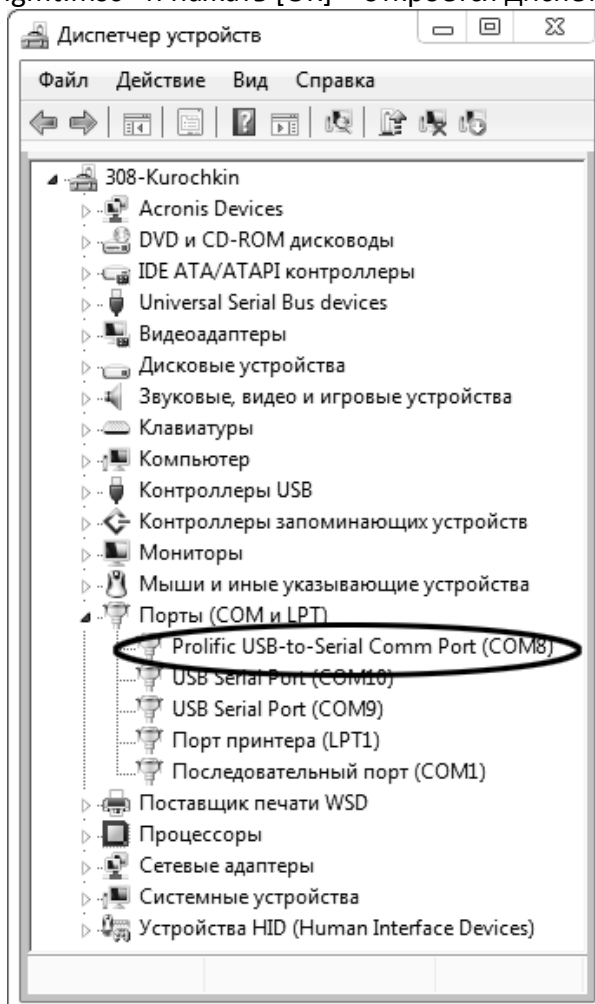 Диспетчер устройств
Файл Действие Вид Справка
308-Kurochkin
Acronis Devices
DVD и CD-ROM дисководы
IDE ATA/ATAPI контроллеры
Universal Serial Bus devices
Видеоадаптеры
Дисковые устройства
Звуковые, видео и игровые устройства
Клавиатуры
Компьютер
Контроллеры USB
Контроллеры запоминающих устройств
Мониторы
Мыши и иные указывающие устройства
Порты (COM и LPT)
Prolific USB-to-Serial Comm Port (COM8)
USB Serial Port (COM10)
USB Serial Port (COM9)
Порт принтера (LPT1)
Последовательный порт (COM1)
Поставщик печати WSD
Процессоры
Сетевые адаптеры
Системные устройства
Устройства HID (Human Interface Devices)